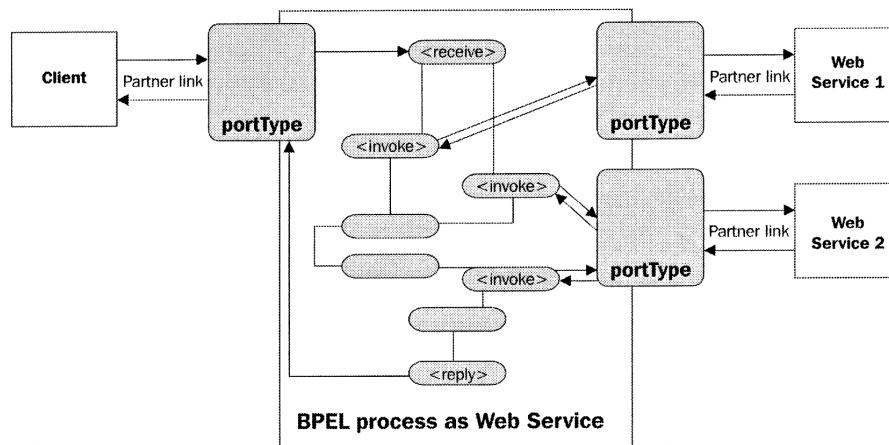 Client
Partner link
portType
<receive>
<invoke>
<invoke>
<invoke>
<reply>
portType
Partner link
Web
Service 1
portType
Partner link
Web
Service 2
BPEL process as Web Service